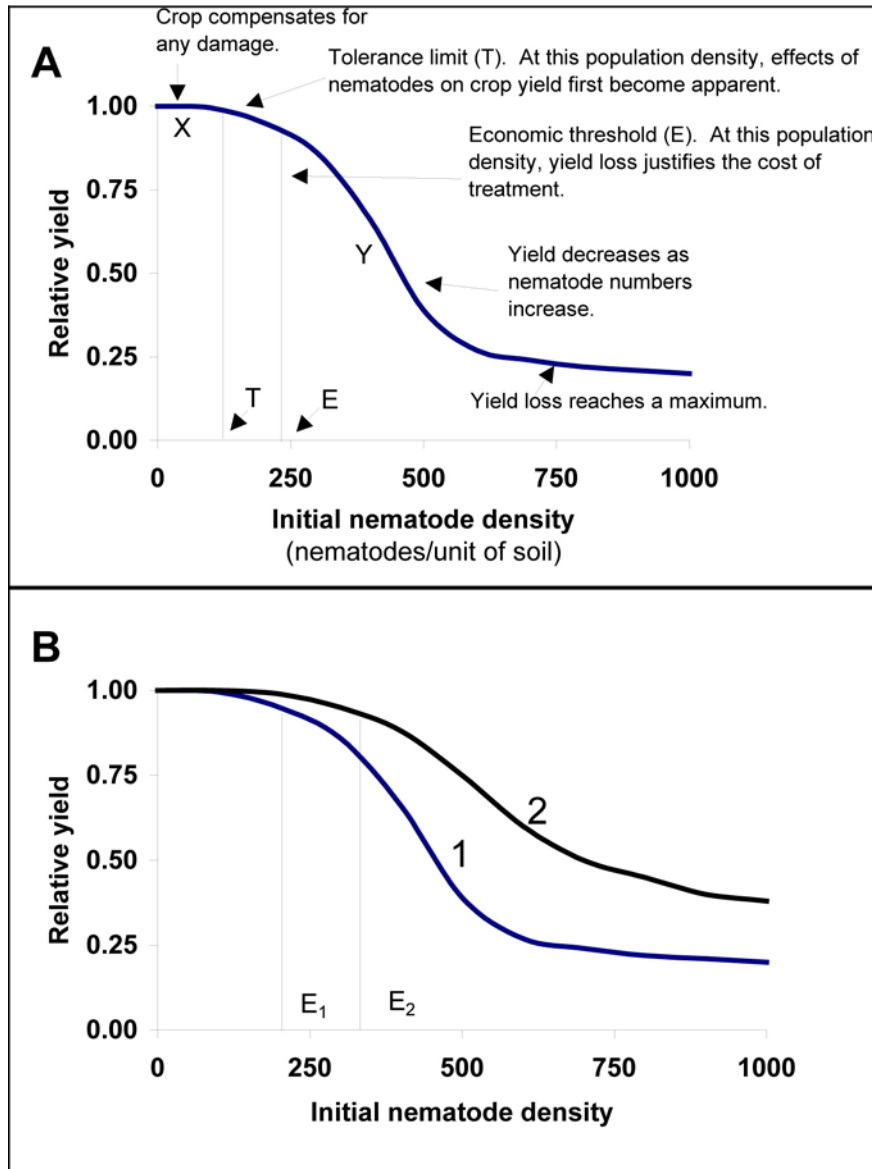 Crop compensates for
any damage.
A
Tolerance limit (T).  At this population density, effects of
nematodes on crop yield first become apparent.
1.00
X
Economic threshold (E).  At this population
density, yield loss justifies the cost of
treatment.
0.75
Relative yield
Y
Yield decreases as
nematode numbers
increase.
0.50
0.25
T
E
Yield loss reaches a maximum.
0.00
0 250 500 750 1000
Initial nematode density
(nematodes/unit of soil)
B
1.00
0.75
Relative yield
2
1
0.50
0.25
E₁ E₂
0.00
0 250 500 750 1000
Initial nematode density